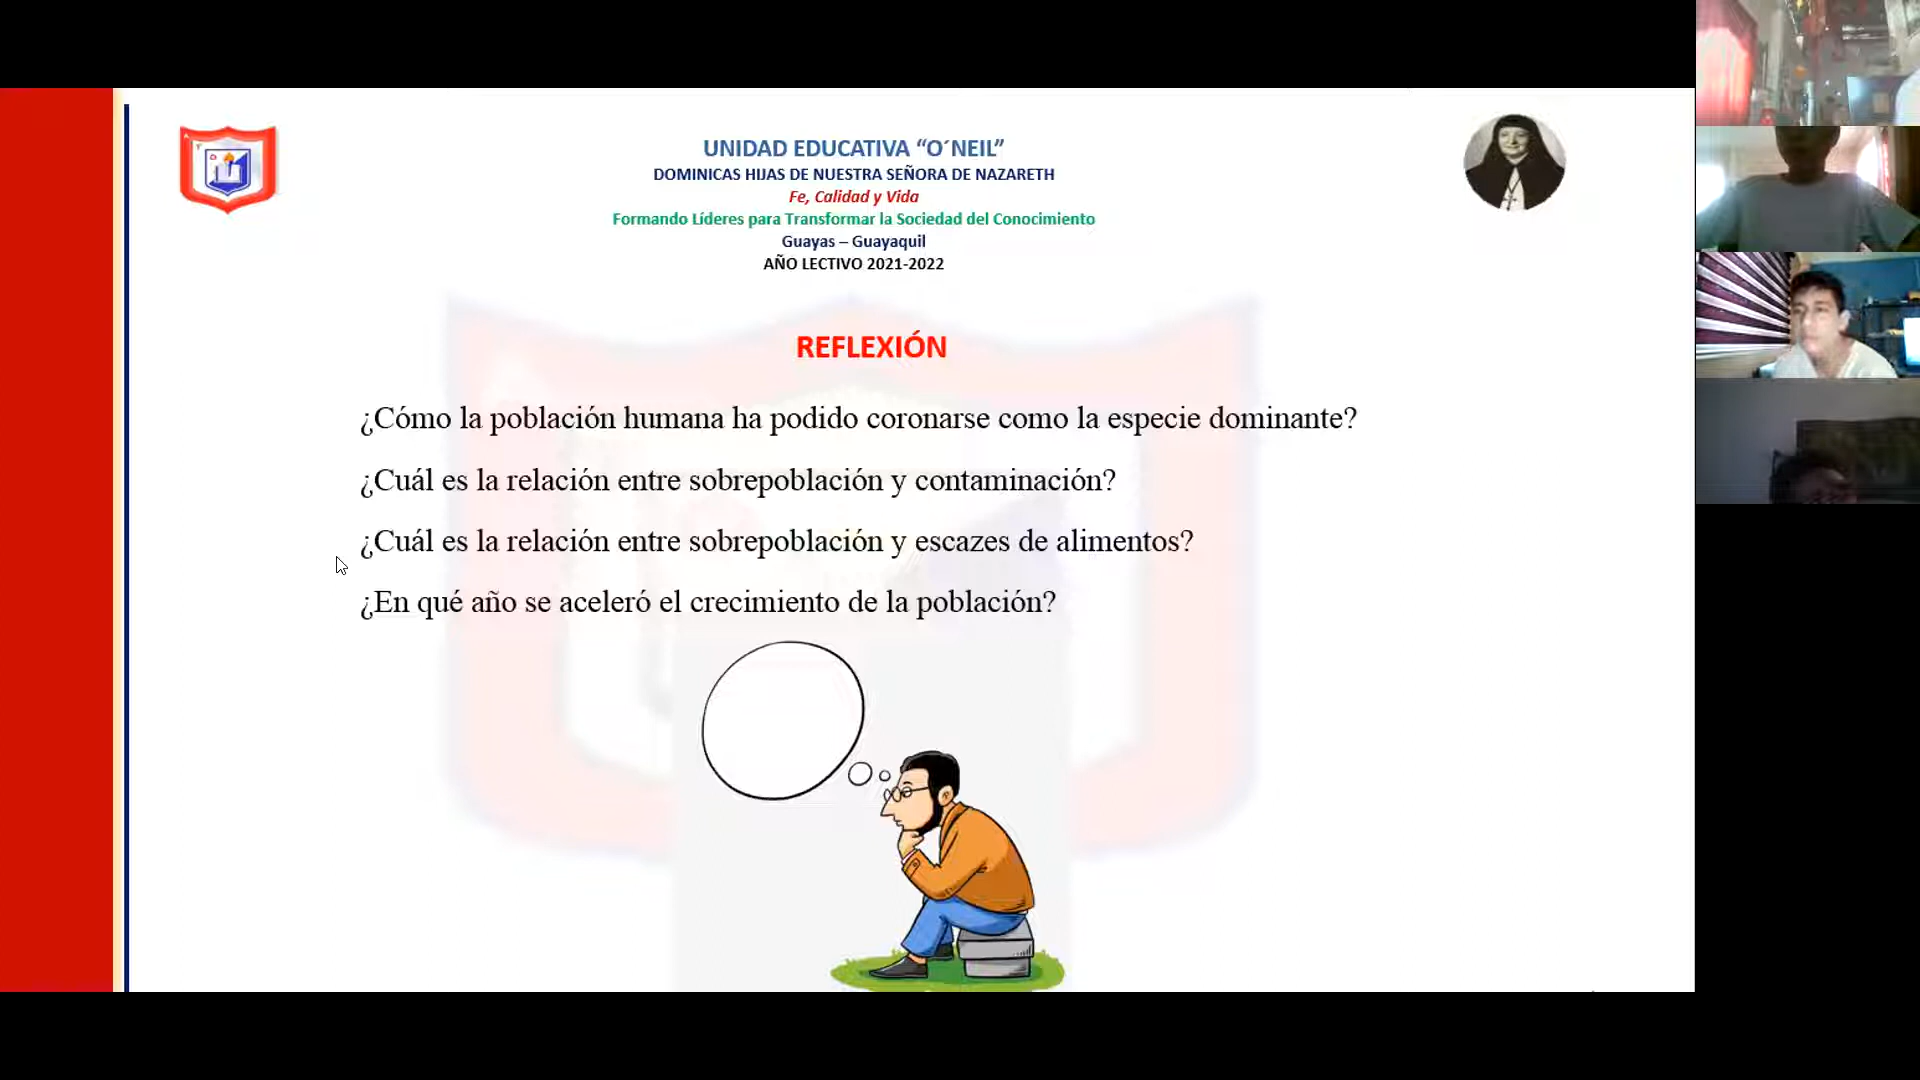 UNIDAD EDUCATIVA “O´NEIL”
DOMINICAS HIJAS DE NUESTRA SEÑORA DE NAZARETH
Fe, Calidad y Vida
Formando Líderes para Transformar la Sociedad del Conocimiento
Guayas – Guayaquil
AÑO LECTIVO 2021-2022
REFLEXIÓN
¿Cómo la población humana ha podido coronarse como la especie dominante?
¿Cuál es la relación entre sobrepoblación y contaminación?
¿Cuál es la relación entre sobrepoblación y escazes de alimentos?
¿En qué año se aceleró el crecimiento de la población?